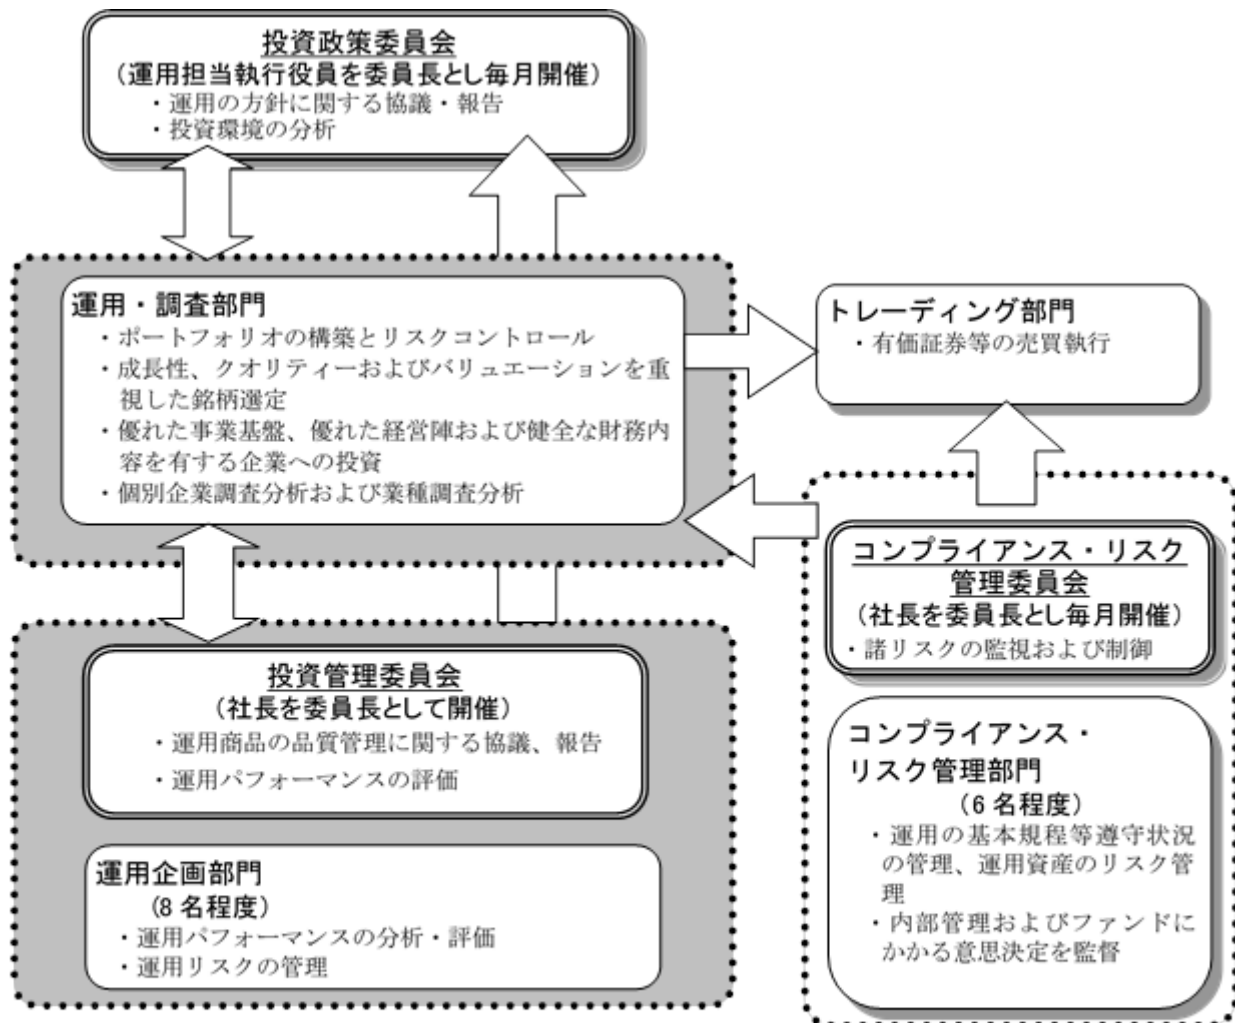 投資政策委員会
(運用担当執行役員を委員長とし毎月開催)
・運用の方針に関する協議・報告
・投資環境の分析
運用・調査部門
・ポートフォリオの構築とリスクコントロール
・成長性、クオリティーおよびバリュエーションを重
視した銘柄選定
・優れた事業基盤、優れた経営陣および健全な財務内
容を有する企業への投資
・個別企業調査分析および業種調査分析
トレーディング部門
・有価証券等の売買執行
コンプライアンス・リスク
管理委員会
(社長を委員長とし毎月開催)
・諸リスクの監視および制御
投資管理委員会
(社長を委員長として開催)
・運用商品の品質管理に関する協議、報告
・運用パフォーマンスの評価
コンプライアンス・
リスク管理部門
(6名程度)
・運用の基本規程等遵守状況
の管理、運用資産のリスク管
理
・内部管理およびファンドに
かかる意思決定を監督
運用企画部門
(8名程度)
・運用パフォーマンスの分析・評価
・運用リスクの管理